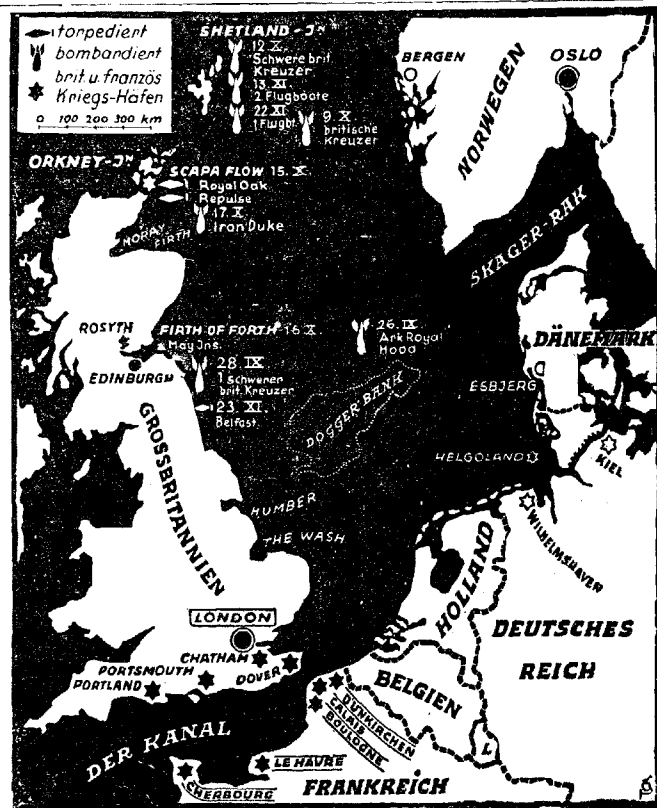 torpediert
bombardiert
brit. u. französ
Kriegs-Häfen
0 100 200 300 km
SHETLAND-Jn
12 X.
Schwere brit.
Kreuzer
13. XI
2 Flugboote
22 XI
1 Flugbt
9 X
britische
Kreuzer
BERGEN
OSLO
NORWEGEN
ORKNEY-Jn
SCAPA FLOW 15. X.
Royal Oak
Repulse
17. X
Iron Duke
MORAY FIRTH
SKAGER-RAK
ROSYTH
FIRTH OF FORTH 16 X.
May Jns.
EDINBURGH
28. IX
1 Schweren
brit. Kreuzer
23. XI.
Belfast
26. IX
Ark Royal
Hood
DÄNEMARK
ESBJERG
DOGGER BANK
HELGOLAND
KIEL
WILHELMSHAVEN
GROSSBRITANNIEN
HUMBER
THE WASH
HOLLAND
DEUTSCHES
REICH
LONDON
CHATHAM
PORTSMOUTH
DOVER
PORTLAND
BELGIEN
L
DÜNKIRCHEN
CALAIS
BOULOGNE
DER KANAL
LE HAVRE
CHERBOURG
FRANKREICH